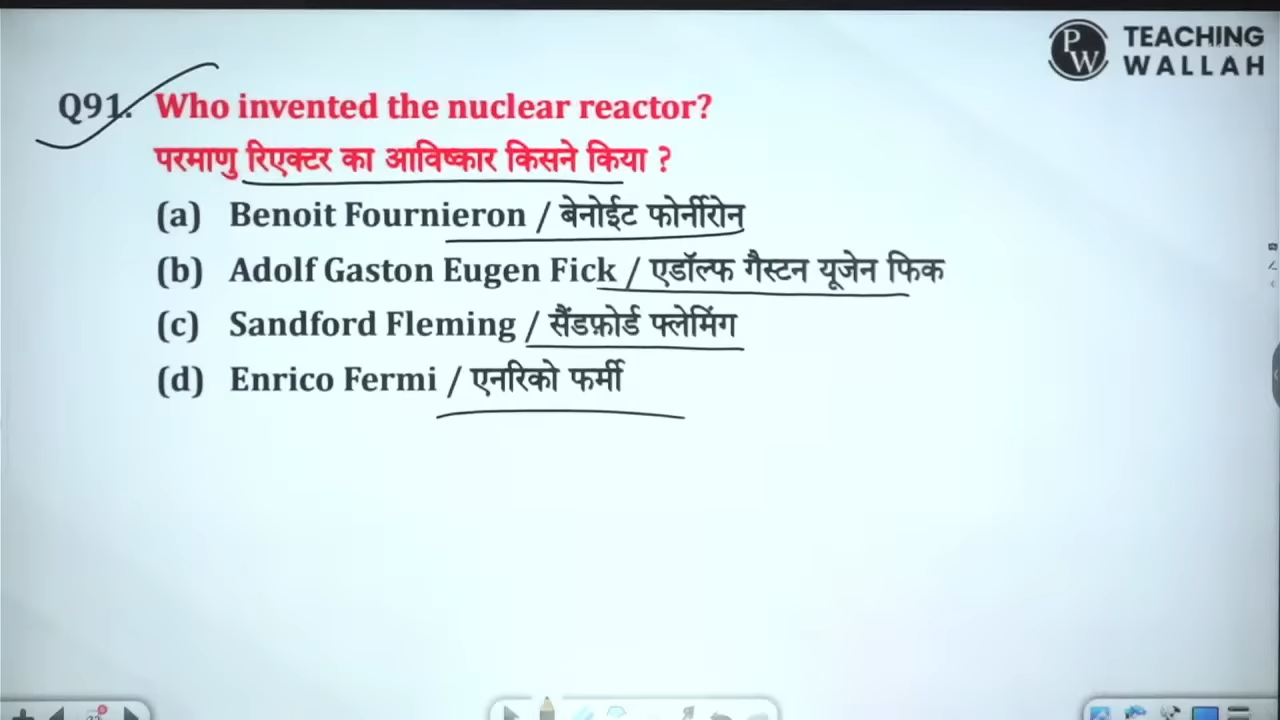 PW TEACHING WALLAH
Q91. Who invented the nuclear reactor?
परमाणु रिएक्टर का आविष्कार किसने किया ?
(a) Benoit Fournieron / बेनोईट फोर्नीरोन
(b) Adolf Gaston Eugen Fick / एडॉल्फ गैस्टन यूजेन फिक
(c) Sandford Fleming / सैंडफ़ोर्ड फ्लेमिंग
(d) Enrico Fermi / एनरिको फर्मी